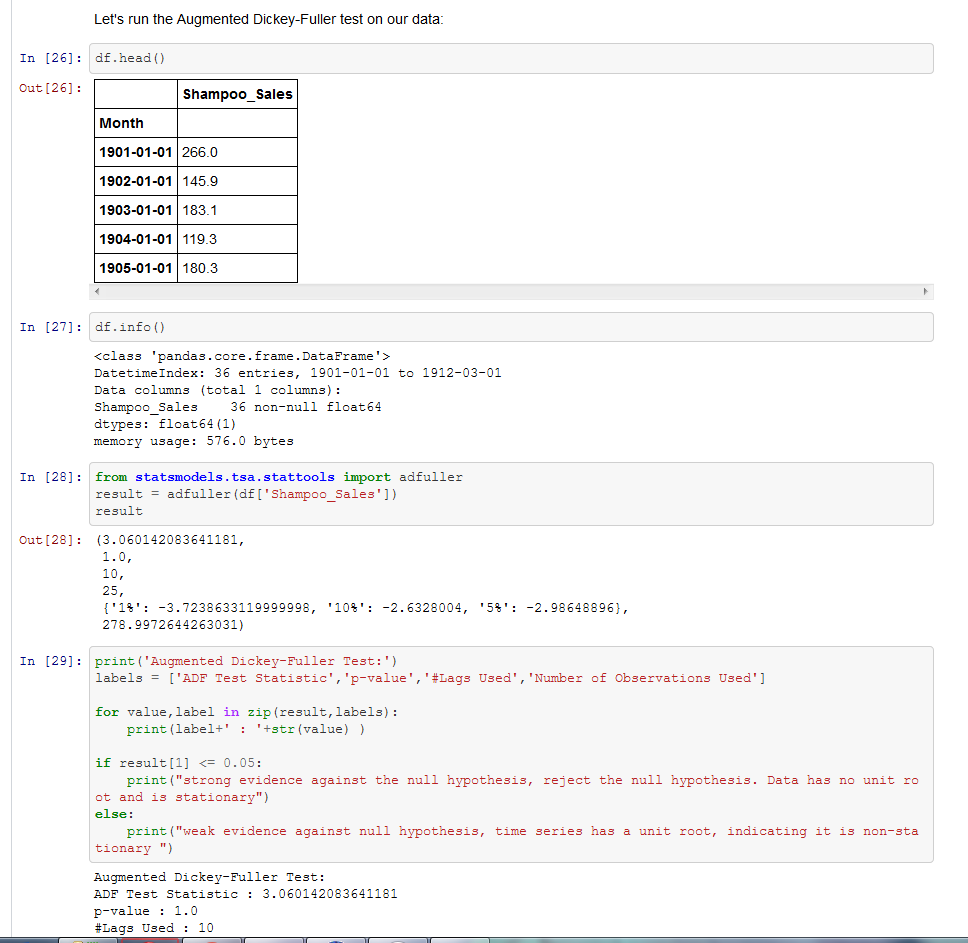 Let's run the Augmented Dickey-Fuller test on our data:
In [26]: df.head()
Out[26]:
Shampoo_Sales
Month
1901-01-01 266.0
1902-01-01 145.9
1903-01-01 183.1
1904-01-01 119.3
1905-01-01 180.3
In [27]: df.info()
<class 'pandas.core.frame.DataFrame'>
DatetimeIndex: 36 entries, 1901-01-01 to 1912-03-01
Data columns (total 1 columns):
Shampoo_Sales    36 non-null float64
dtypes: float64(1)
memory usage: 576.0 bytes
In [28]: from statsmodels.tsa.stattools import adfuller
result = adfuller(df['Shampoo_Sales'])
result
Out[28]: (3.060142083641181,
1.0,
10,
25,
{'1%': -3.7238633119999998, '10%': -2.6328004, '5%': -2.98648896},
278.9972644263031)
In [29]: print('Augmented Dickey-Fuller Test:')
labels = ['ADF Test Statistic','p-value','#Lags Used','Number of Observations Used']
for value,label in zip(result,labels):
print(label+' : '+str(value) )
if result[1] <= 0.05:
print("strong evidence against the null hypothesis, reject the null hypothesis. Data has no unit ro
ot and is stationary")
else:
print("weak evidence against null hypothesis, time series has a unit root, indicating it is non-sta
tionary ")
Augmented Dickey-Fuller Test:
ADF Test Statistic : 3.060142083641181
p-value : 1.0
#Lags Used : 10